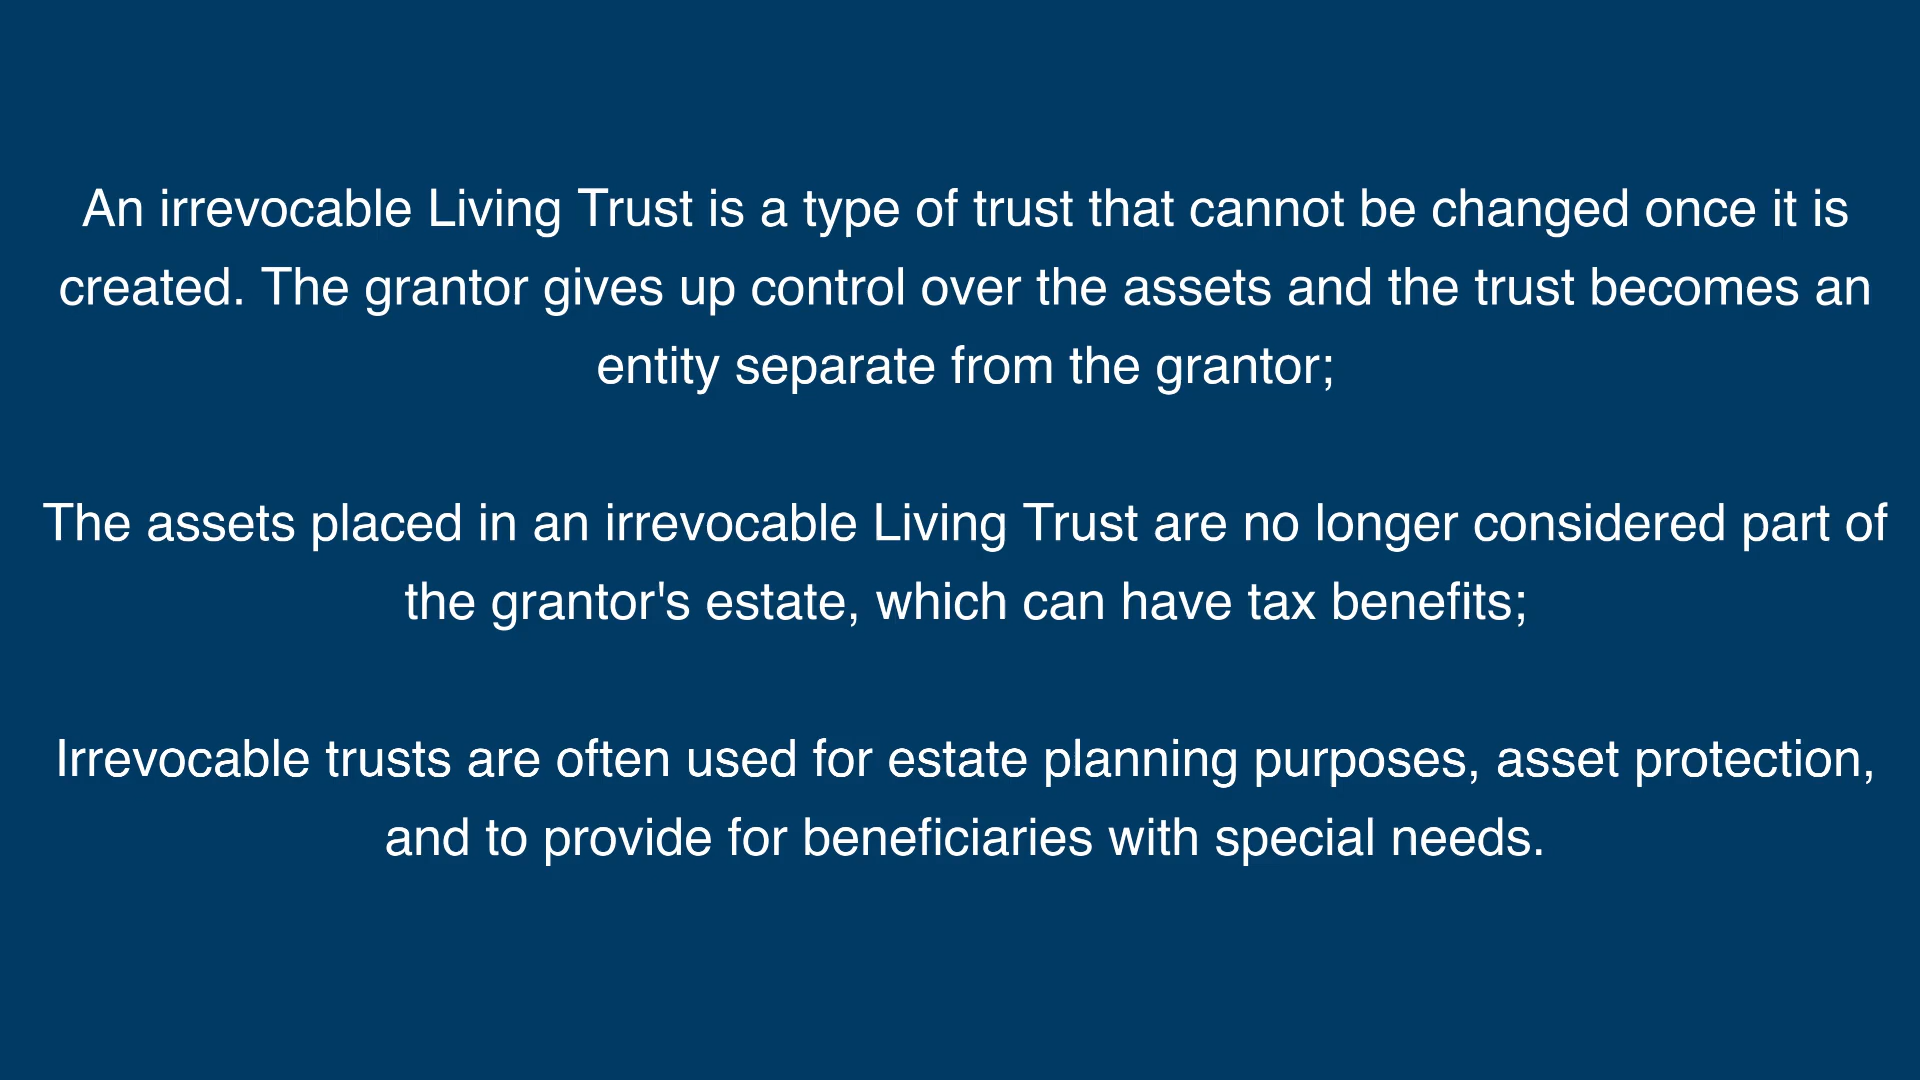 An irrevocable Living Trust is a type of trust that cannot be changed once it is
created. The grantor gives up control over the assets and the trust becomes an
entity separate from the grantor;
The assets placed in an irrevocable Living Trust are no longer considered part of
the grantor's estate, which can have tax benefits;
Irrevocable trusts are often used for estate planning purposes, asset protection,
and to provide for beneficiaries with special needs.